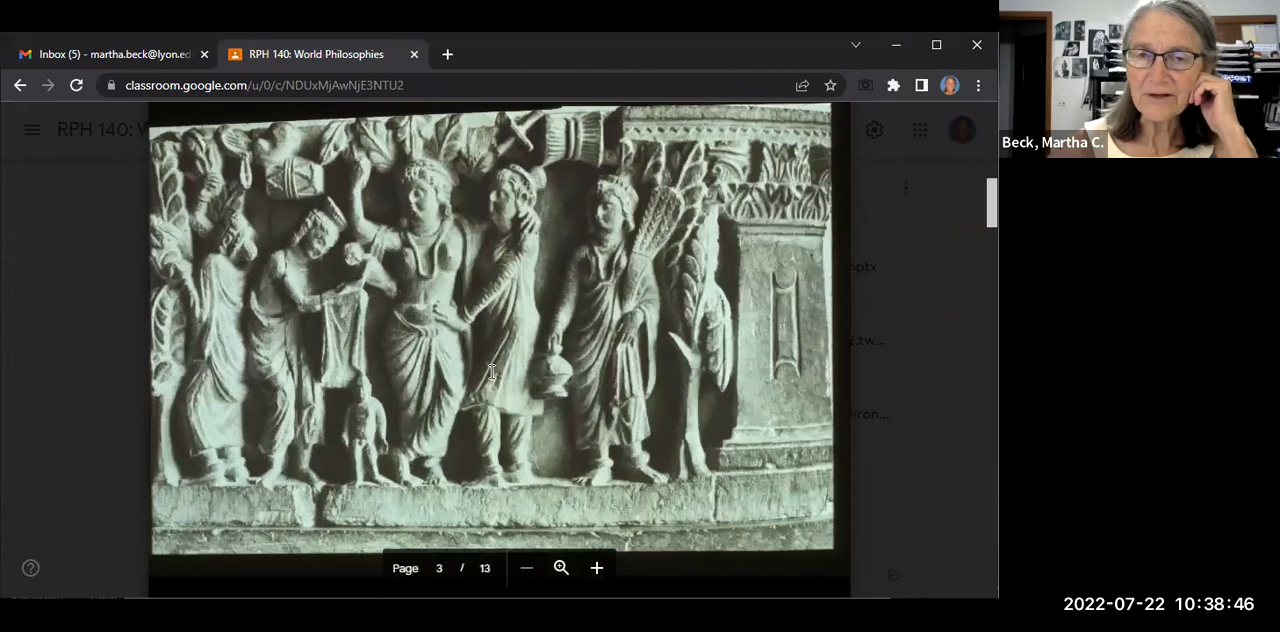 Inbox (5) - martha.beck@lyon.ed
RPH 140: World Philosophies
classroom.google.com/u/0/c/NDUxMjAwNjE3NTU2
RPH 140: W
Beck, Martha C.
Page 3 / 13
2022-07-22 10:38:46